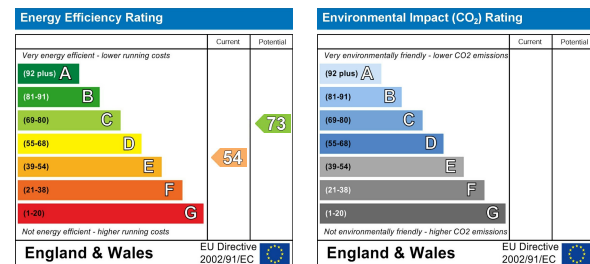 Energy Efficiency Rating
Current Potential
Very energy efficient - lower running costs
(92 plus) A
(81-91) B
(69-80) C
73
(55-68) D
54
(39-54) E
(21-38) F
(1-20) G
Not energy efficient - higher running costs
England & Wales
EU Directive
2002/91/EC
Environmental Impact (CO₂) Rating
Current Potential
Very environmentally friendly - lower CO2 emissions
(92 plus) A
(81-91) B
(69-80) C
(55-68) D
(39-54) E
(21-38) F
(1-20) G
Not environmentally friendly - higher CO2 emissions
England & Wales
EU Directive
2002/91/EC